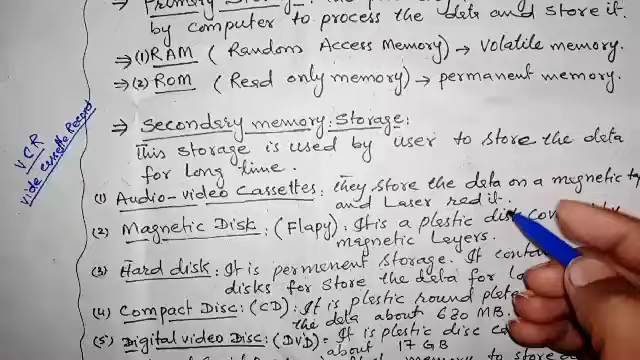 Primary Storage:
by computer to process the data and store it.
⇒ (1) RAM ( Random Access Memory) → Volatile memory.
⇒ (2) ROM (Read only memory) → permanent memory.
⇒ Secondary memory: Storage:
This storage is used by user to store the data
for long time.
VCR
Vide cassette Record
(1) Audio-video Cassettes: They store the data on a magnetic
and Laser red it.
(2) Magnetic Disk: (Flapy): It is a plastic disk
magnetic Layers.
(3) Hard disk: It is permenent storage. It
disks for store the data for
(4) Compact Disc: (CD): It is plastic round
the data about 680 MB.
(5) Digital video Disc: (DVD) = It is plastic disc
about 17 GB